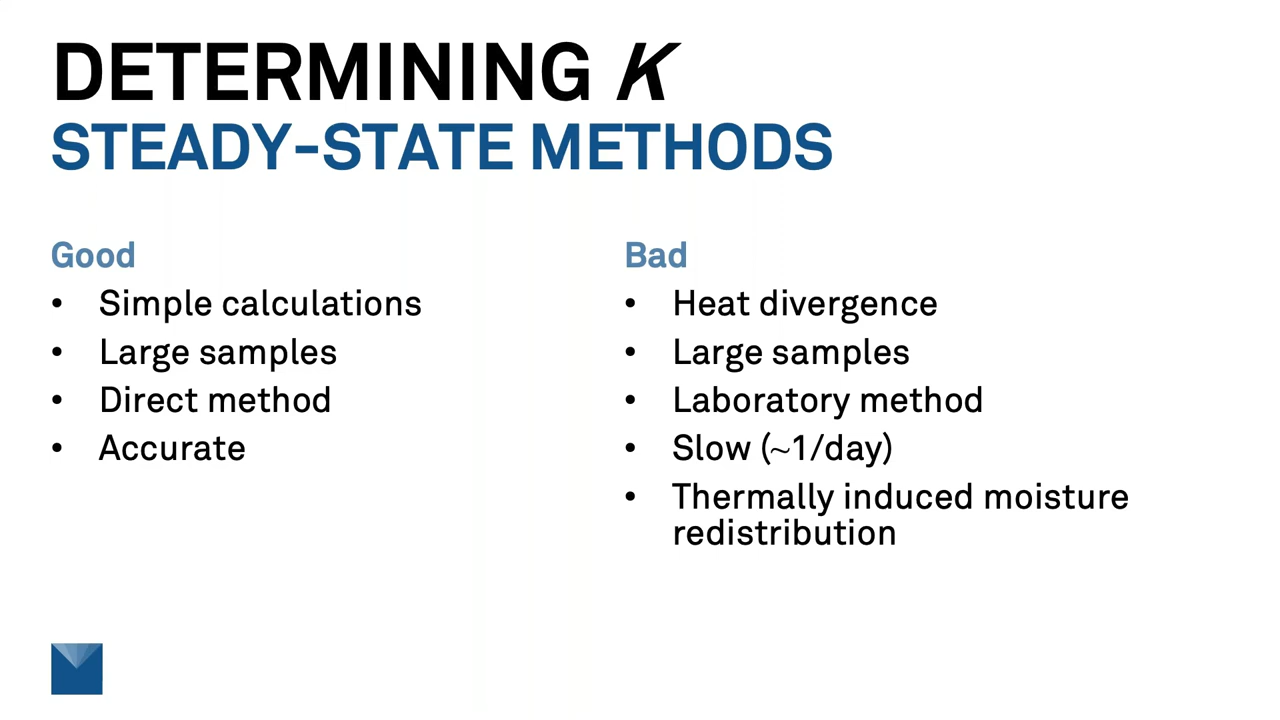 DETERMINING K
STEADY-STATE METHODS
Good
• Simple calculations
• Large samples
• Direct method
• Accurate
Bad
• Heat divergence
• Large samples
• Laboratory method
• Slow (~1/day)
• Thermally induced moisture
redistribution